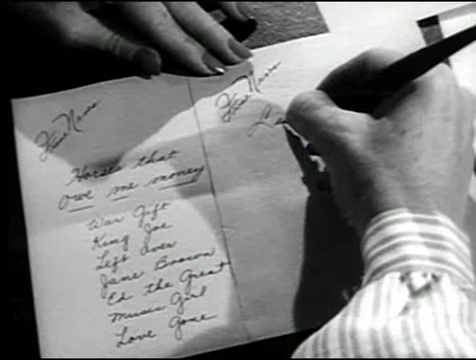 Horses that
owe me money
War Gift
King Joe
Left Over
Jane Brown
Ed the Great
Music Girl
Love Gone